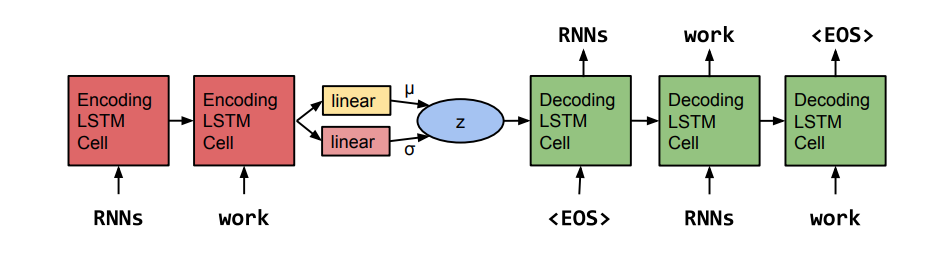 RNNs work <EOS>
Encoding
LSTM
Cell
Encoding
LSTM
Cell
linear
linear
μ
σ
z
Decoding
LSTM
Cell
Decoding
LSTM
Cell
Decoding
LSTM
Cell
RNNs work <EOS> RNNs work